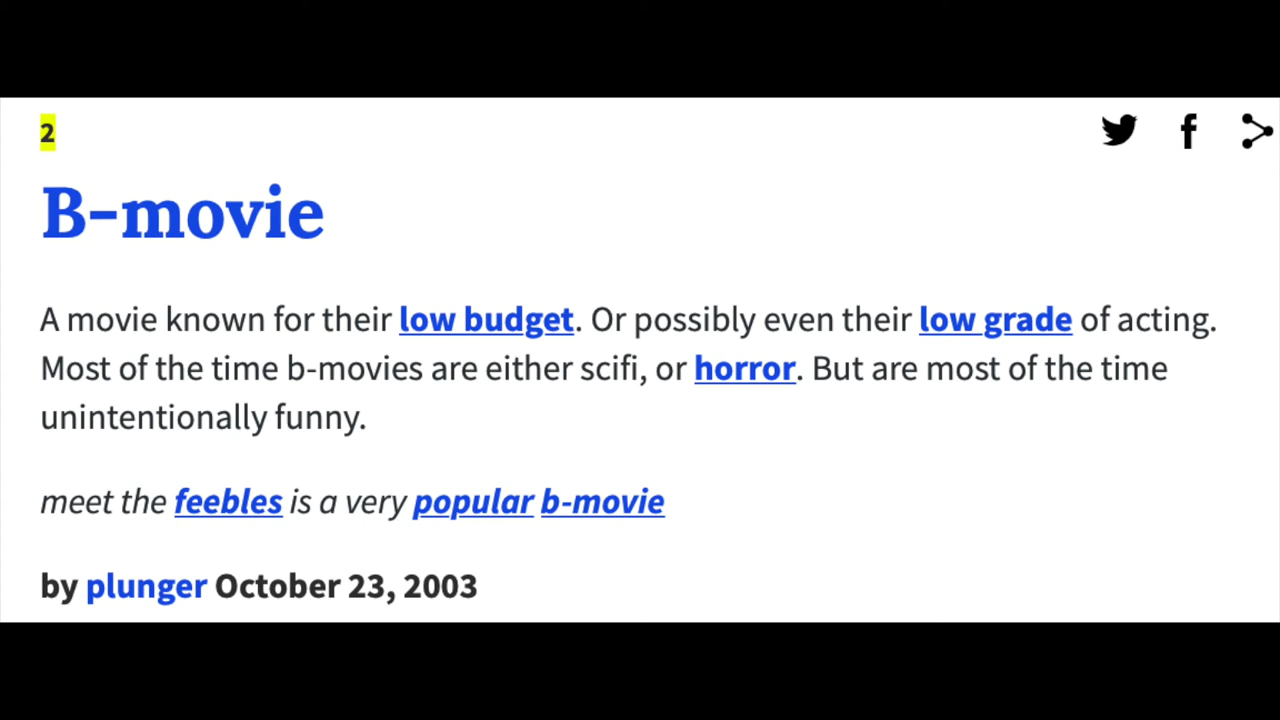 2
B-movie
A movie known for their low budget. Or possibly even their low grade of acting.
Most of the time b-movies are either scifi, or horror. But are most of the time
unintentionally funny.
meet the feebles is a very popular b-movie
by plunger October 23, 2003